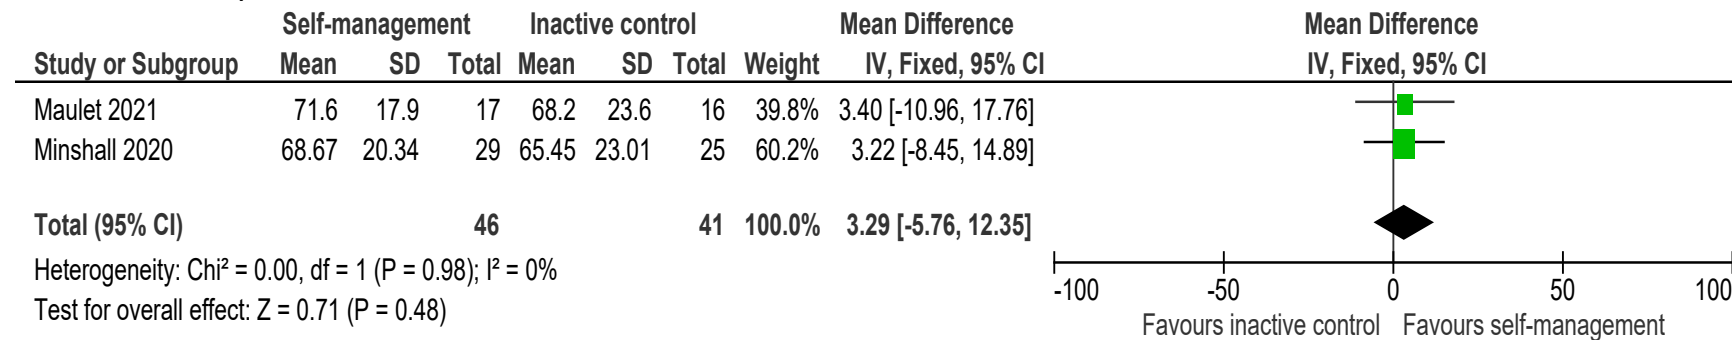 Self-management Inactive control Mean Difference Mean Difference
Study or Subgroup Mean SD Total Mean SD Total Weight IV, Fixed, 95% CI IV, Fixed, 95% CI
Maulet 2021 71.6 17.9 17 68.2 23.6 16 39.8% 3.40 [-10.96, 17.76]
Minshall 2020 68.67 20.34 29 65.45 23.01 25 60.2% 3.22 [-8.45, 14.89]
Total (95% CI) 46 41 100.0% 3.29 [-5.76, 12.35]
Heterogeneity: Chi² = 0.00, df = 1 (P = 0.98); I² = 0%
Test for overall effect: Z = 0.71 (P = 0.48)
-100 -50 0 50 100
Favours inactive control Favours self-management